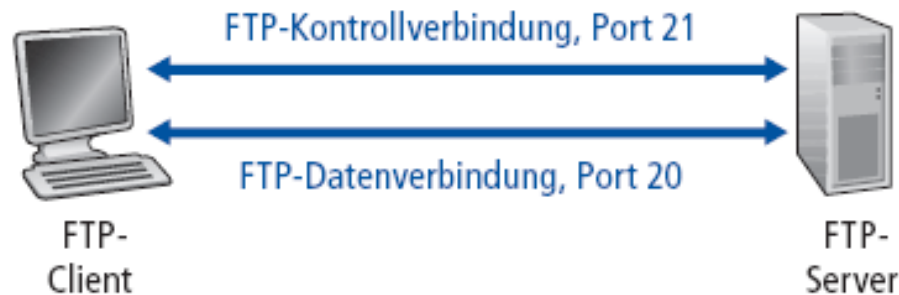 FTP-Kontrollverbindung, Port 21
FTP-Datenverbindung, Port 20
FTP-
Client
FTP-
Server